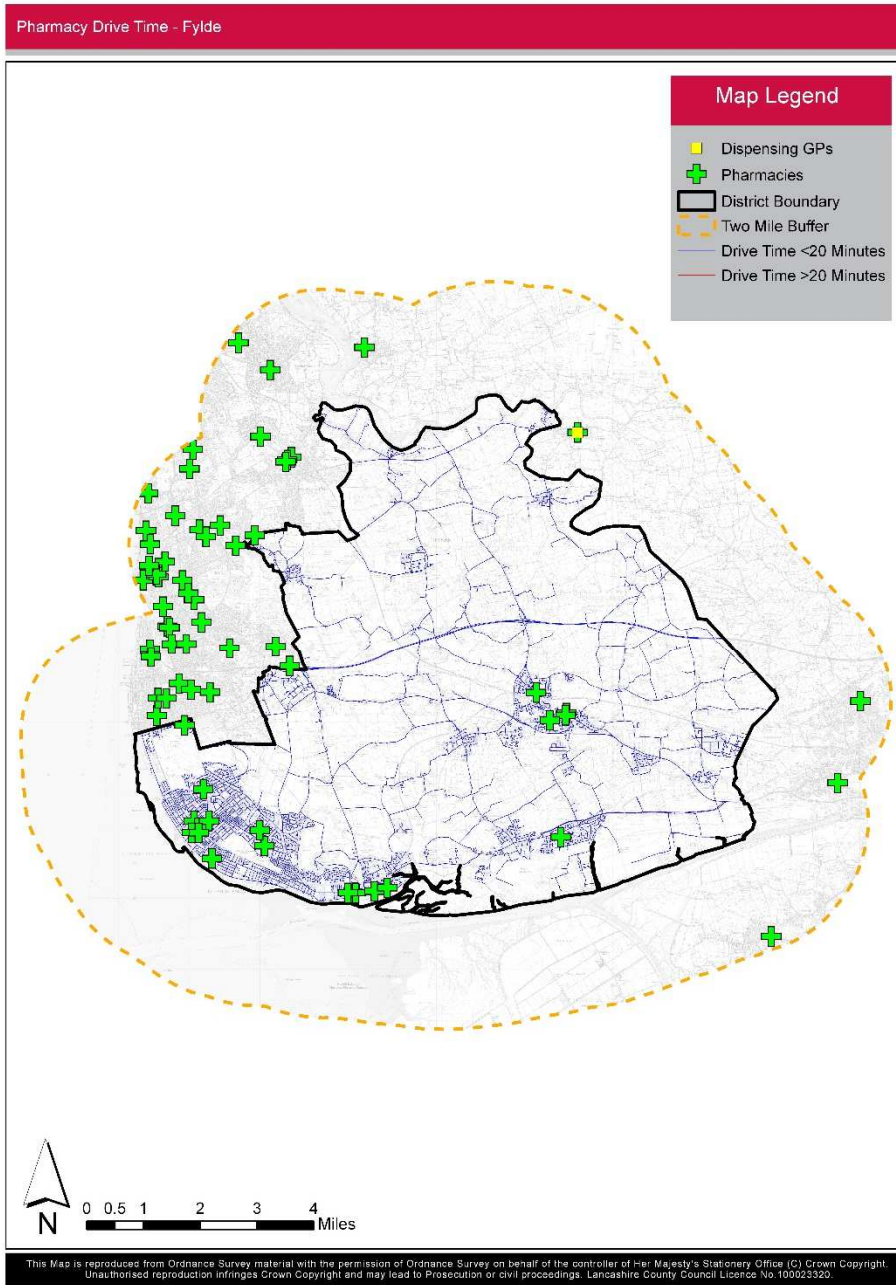 Pharmacy Drive Time - Fylde
Map Legend
Dispensing GPs
Pharmacies
District Boundary
Two Mile Buffer
Drive Time <20 Minutes
Drive Time >20 Minutes
N
0 0.5 1 2 3 4
Miles
This Map is reproduced from Ordnance Survey material with the permission of Ordnance Survey on behalf of the controller of Her Majesty's Stationery Office (C) Crown Copyright.
Unauthorised reproduction infringes Crown Copyright and may lead to Prosecution or civil proceedings. Lancashire County Council Licence No.100023320.